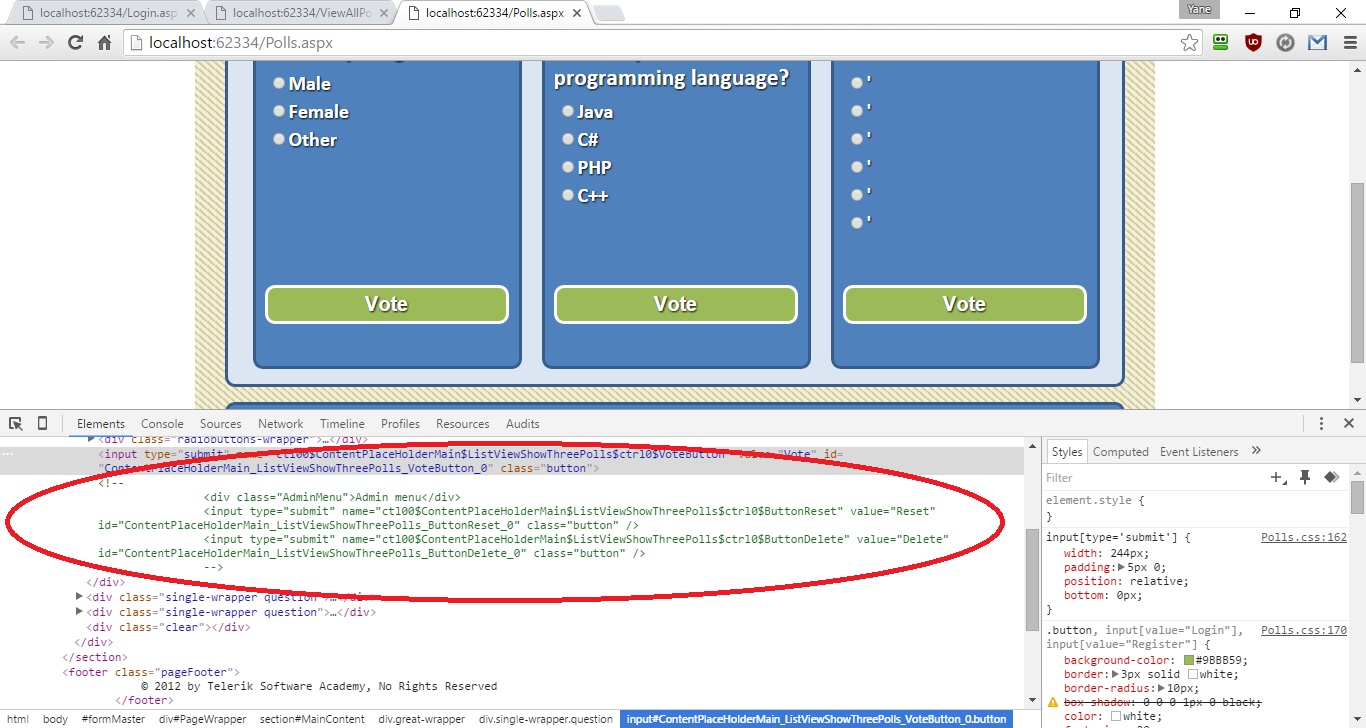 localhost:62334/Login.asp
localhost:62334/ViewAllPo
localhost:62334/Polls.aspx
Yane
localhost:62334/Polls.aspx
programming language?
Male
Female
Other
Java
C#
PHP
C++
'
'
'
'
'
'
Vote
Vote
Vote
Elements Console Sources Network Timeline Profiles Resources Audits
<div class="radiobuttons-wrapper">…</div>
<input type="submit" name="ctl00$ContentPlaceHolderMain$ListViewShowThreePolls$ctrl0$VoteButton" value="Vote" id=
"ContentPlaceHolderMain_ListViewShowThreePolls_VoteButton_0" class="button">
<!--
<div class="AdminMenu">Admin menu</div>
<input type="submit" name="ctl00$ContentPlaceHolderMain$ListViewShowThreePolls$ctrl0$ButtonReset" value="Reset"
id="ContentPlaceHolderMain_ListViewShowThreePolls_ButtonReset_0" class="button" />
<input type="submit" name="ctl00$ContentPlaceHolderMain$ListViewShowThreePolls$ctrl0$ButtonDelete" value="Delete"
id="ContentPlaceHolderMain_ListViewShowThreePolls_ButtonDelete_0" class="button" />
-->
</div>
<div class="single-wrapper question">…</div>
<div class="single-wrapper question">…</div>
<div class="clear"></div>
</div>
</section>
<footer class="pageFooter">
© 2012 by Telerik Software Academy, No Rights Reserved
</footer>
html body #formMaster div#PageWrapper section#MainContent div.great-wrapper div.single-wrapper.question input#ContentPlaceHolderMain_ListViewShowThreePolls_VoteButton_0.button
Styles Computed Event Listeners »
Filter
element.style {
}
input[type='submit'] { Polls.css:162
width: 244px;
padding: 5px 0;
position: relative;
bottom: 0px;
}
.button, input[value="Login"], Polls.css:170
input[value="Register"] {
background-color: #9BBB59;
border: 3px solid white;
border-radius: 10px;
box-shadow: 0 0 0 1px 0 black;
color: white;